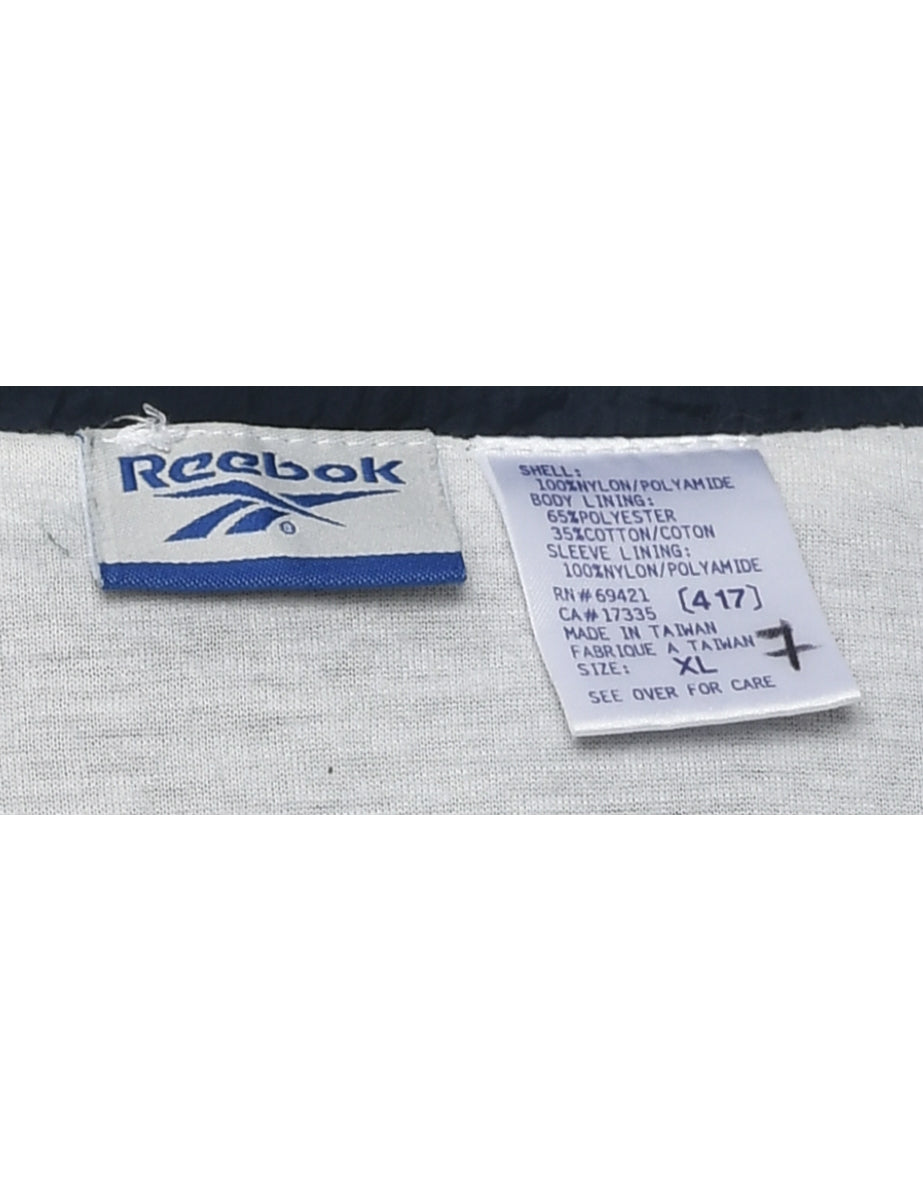 Reebok
®
SHELL:
100%NYLON/POLYAMIDE
BODY LINING:
65%POLYESTER
35%COTTON/COTON
SLEEVE LINING:
100%NYLON/POLYAMIDE
RN#69421 [417]
CA#17335
MADE IN TAIWAN
FABRIQUE A TAIWAN 7
SIZE: XL
SEE OVER FOR CARE